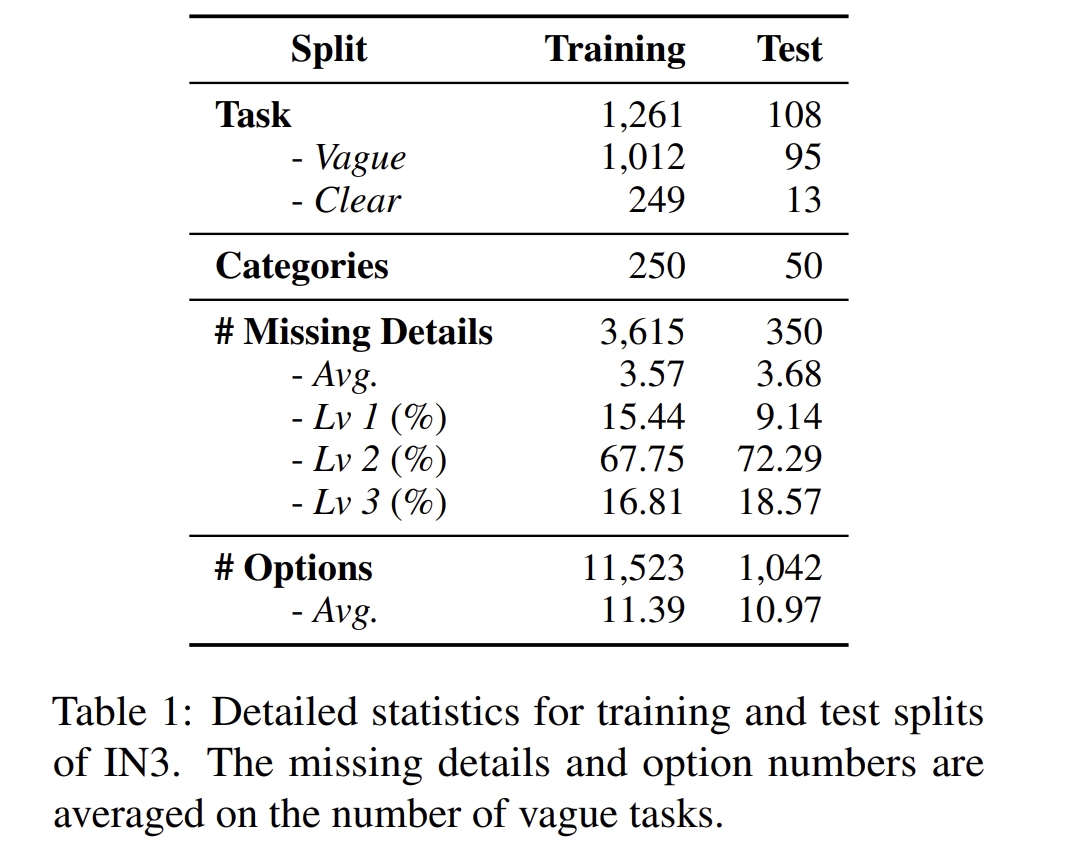 Split Training Test
Task 1,261 108
- Vague 1,012 95
- Clear 249 13
Categories 250 50
# Missing Details 3,615 350
- Avg. 3.57 3.68
- Lv 1 (%) 15.44 9.14
- Lv 2 (%) 67.75 72.29
- Lv 3 (%) 16.81 18.57
# Options 11,523 1,042
- Avg. 11.39 10.97
Table 1: Detailed statistics for training and test splits
of IN3. The missing details and option numbers are
averaged on the number of vague tasks.